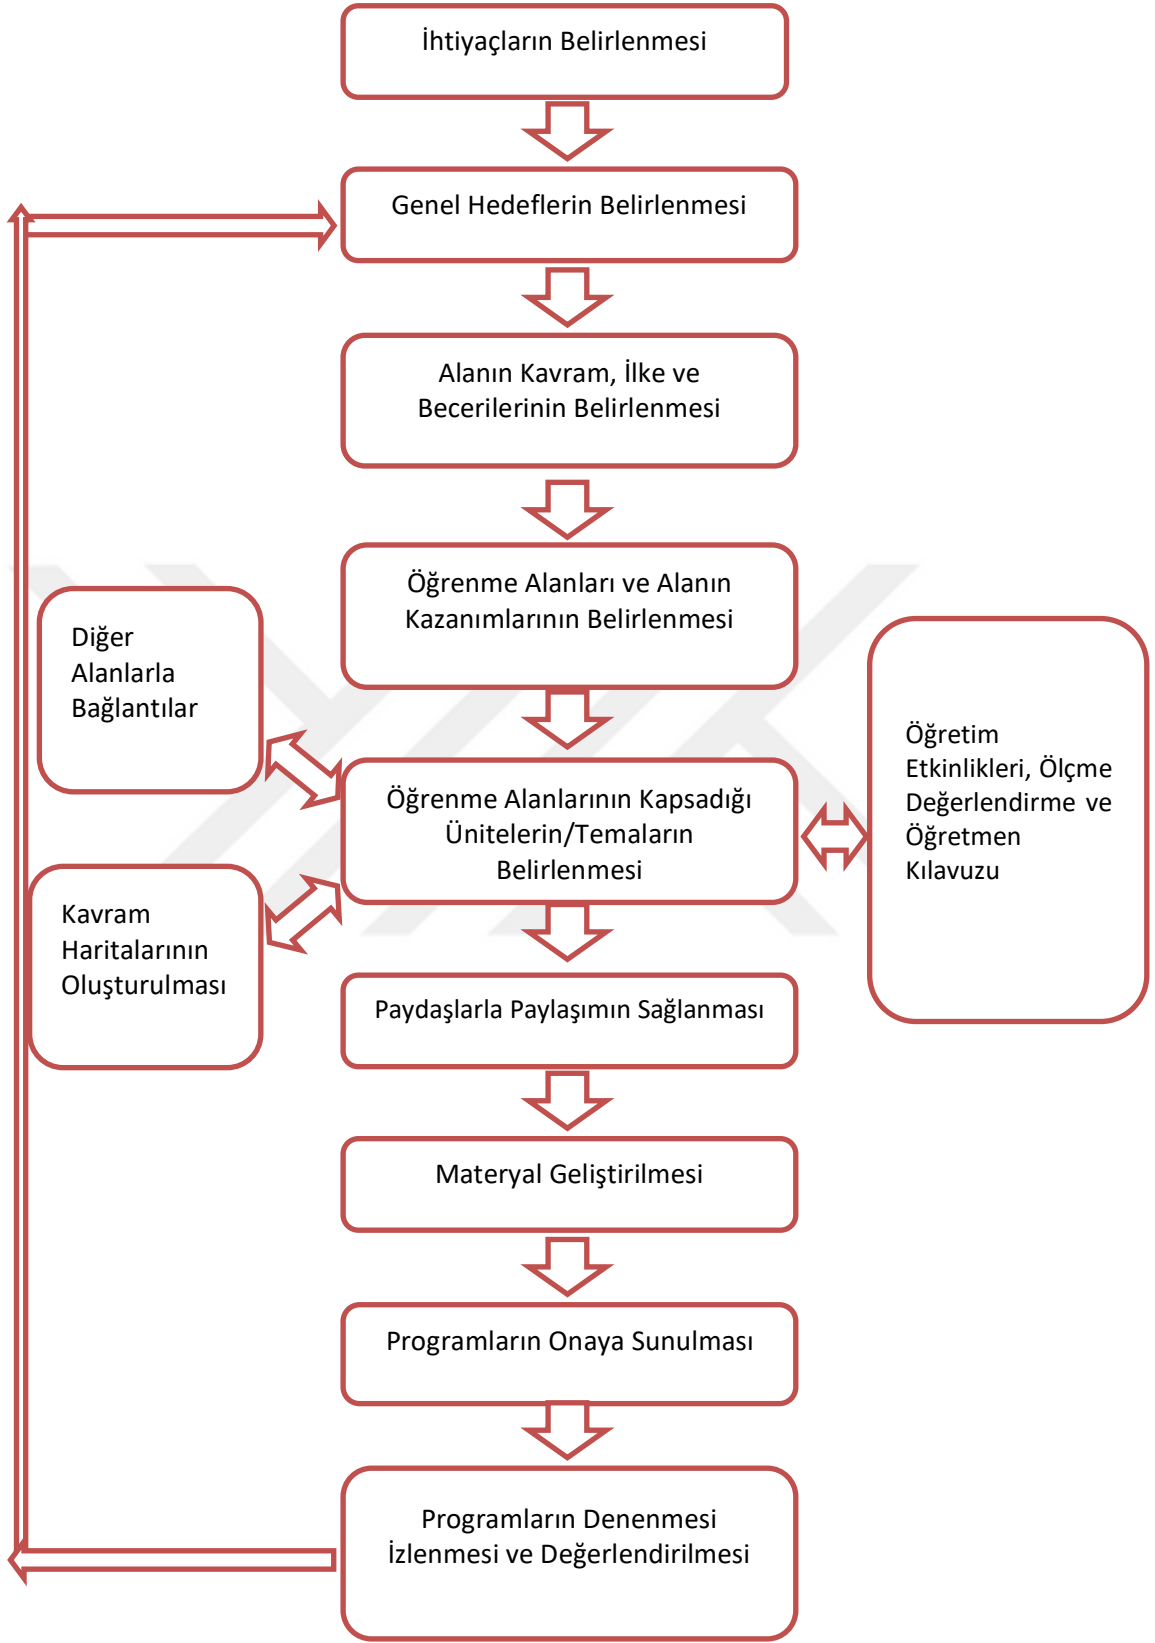 İhtiyaçların Belirlenmesi
Genel Hedeflerin Belirlenmesi
Alanın Kavram, İlke ve
Becerilerinin Belirlenmesi
Öğrenme Alanları ve Alanın
Kazanımlarının Belirlenmesi
Diğer
Alanlarla
Bağlantılar
Öğrenme Alanlarının Kapsadığı
Ünitelerin/Temaların
Belirlenmesi
Öğretim
Etkinlikleri, Ölçme
Değerlendirme ve
Öğretmen
Kılavuzu
Kavram
Haritalarının
Oluşturulması
Paydaşlarla Paylaşımın Sağlanması
Materyal Geliştirilmesi
Programların Onaya Sunulması
Programların Denenmesi
İzlenmesi ve Değerlendirilmesi